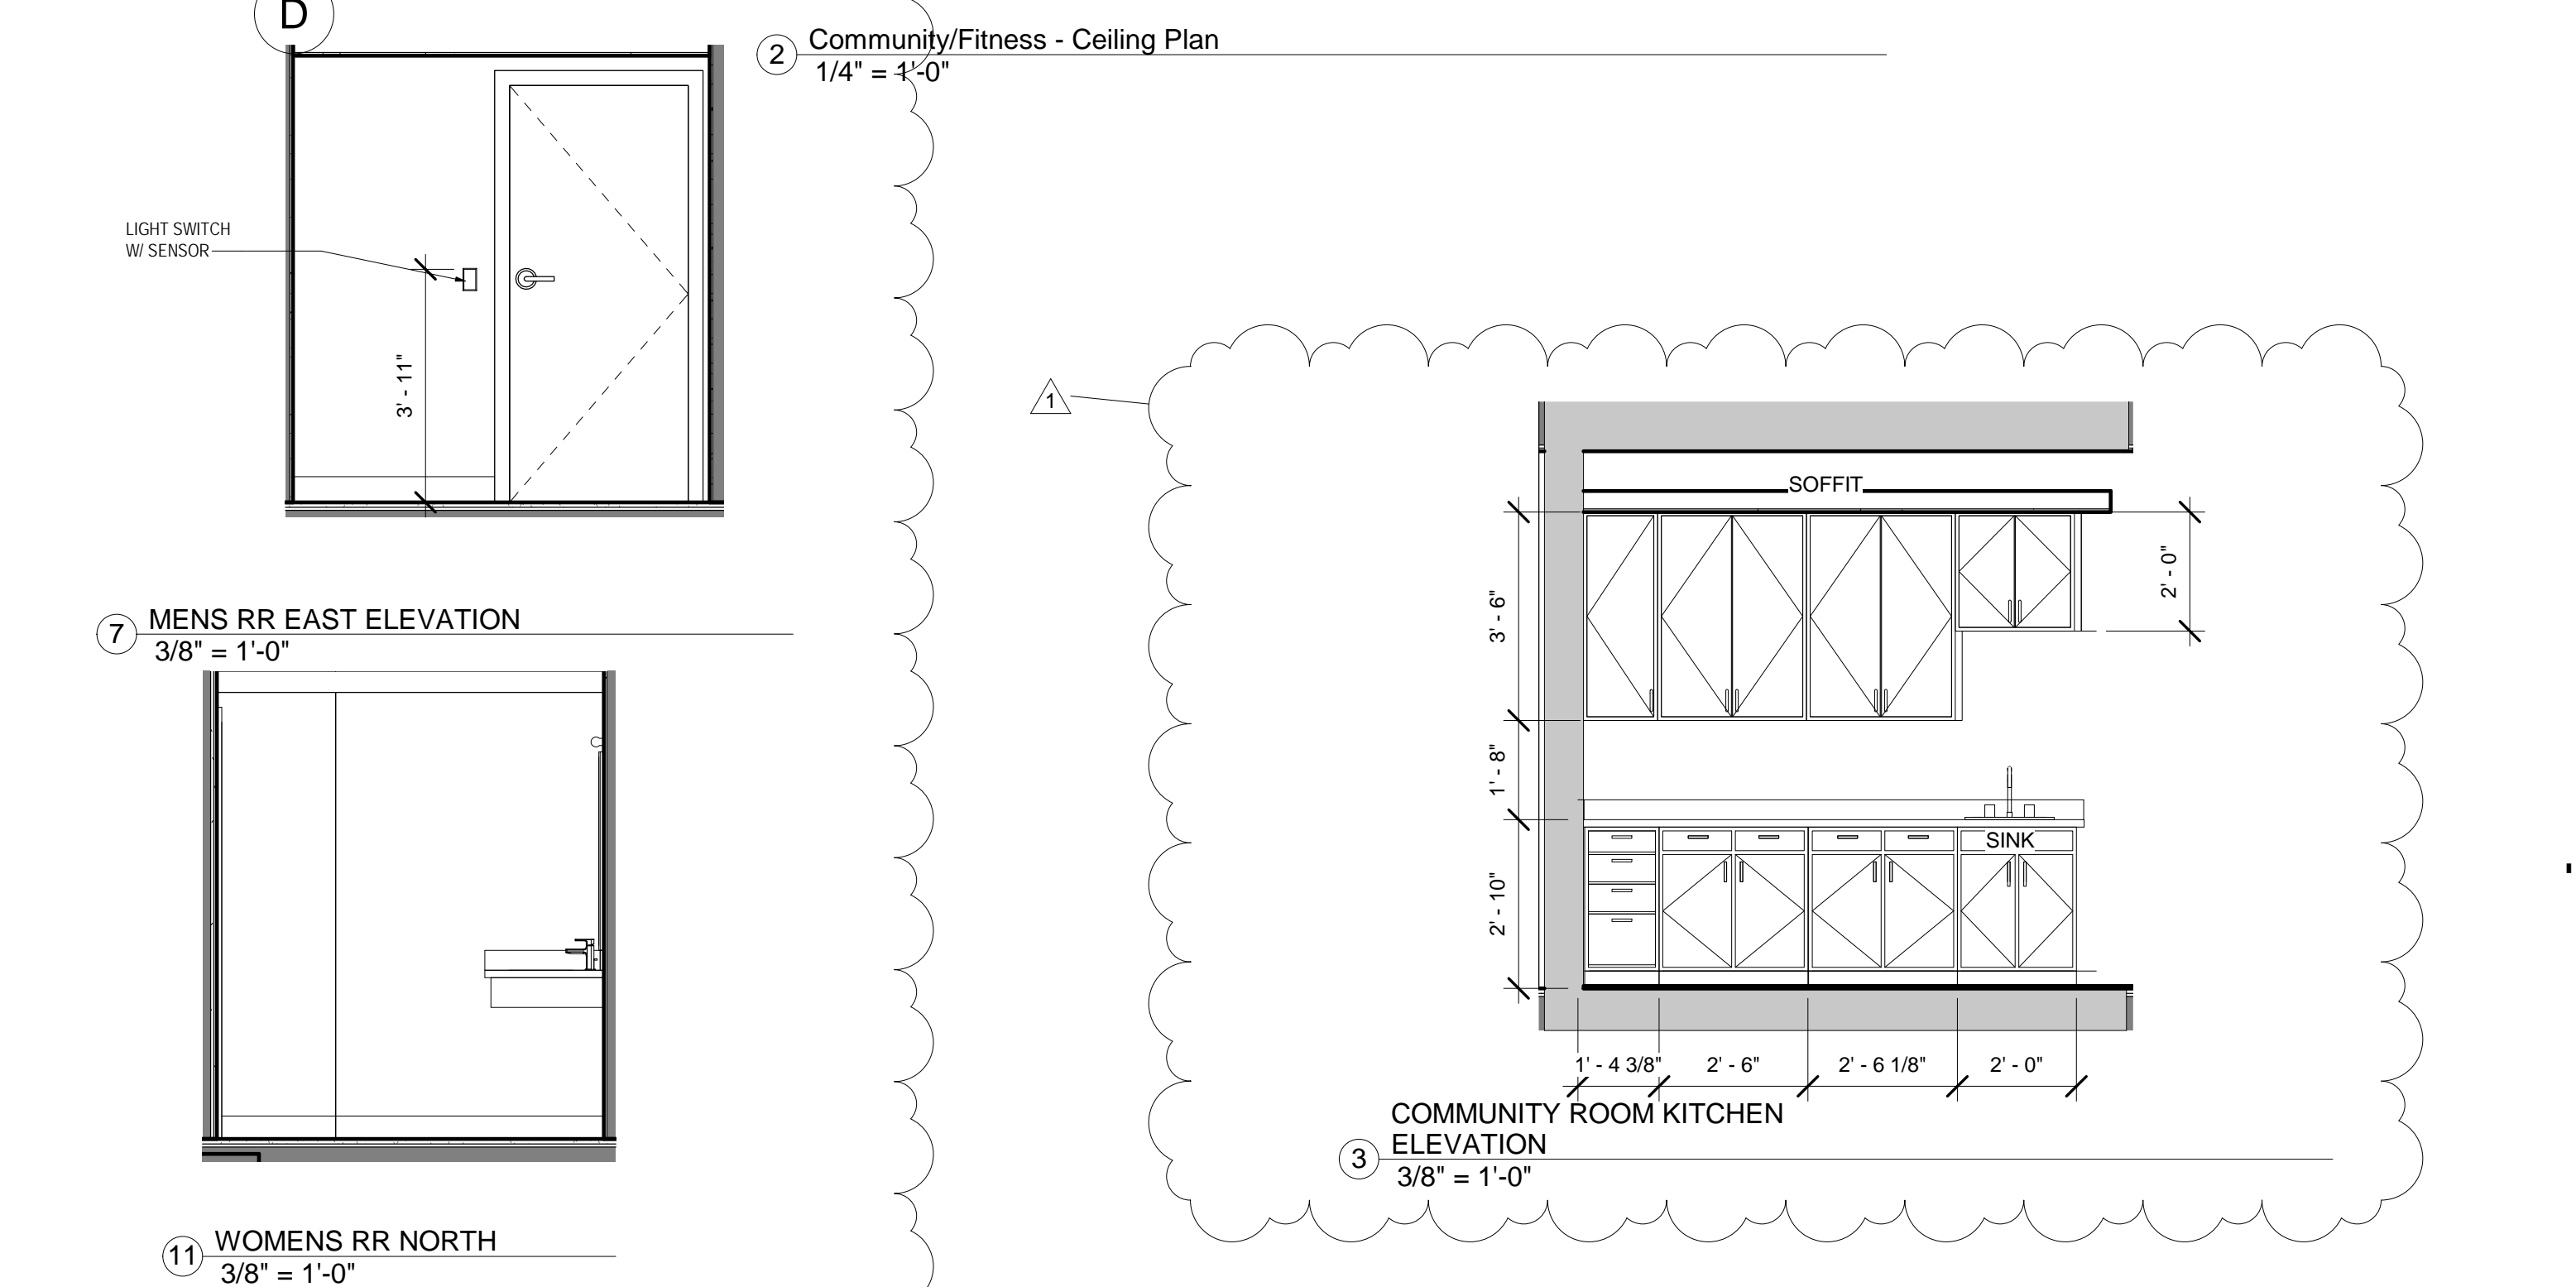 D
2
Community/Fitness - Ceiling Plan
1/4" = 1'-0"
LIGHT SWITCH
W/ SENSOR
3' - 11"
7
MENS RR EAST ELEVATION
3/8" = 1'-0"
11
WOMENS RR NORTH
3/8" = 1'-0"
1
SOFFIT
3' - 6"
2' - 0"
1' - 8"
SINK
2' - 10"
1' - 4 3/8"
2' - 6"
2' - 6 1/8"
2' - 0"
3
COMMUNITY ROOM KITCHEN
ELEVATION
3/8" = 1'-0"